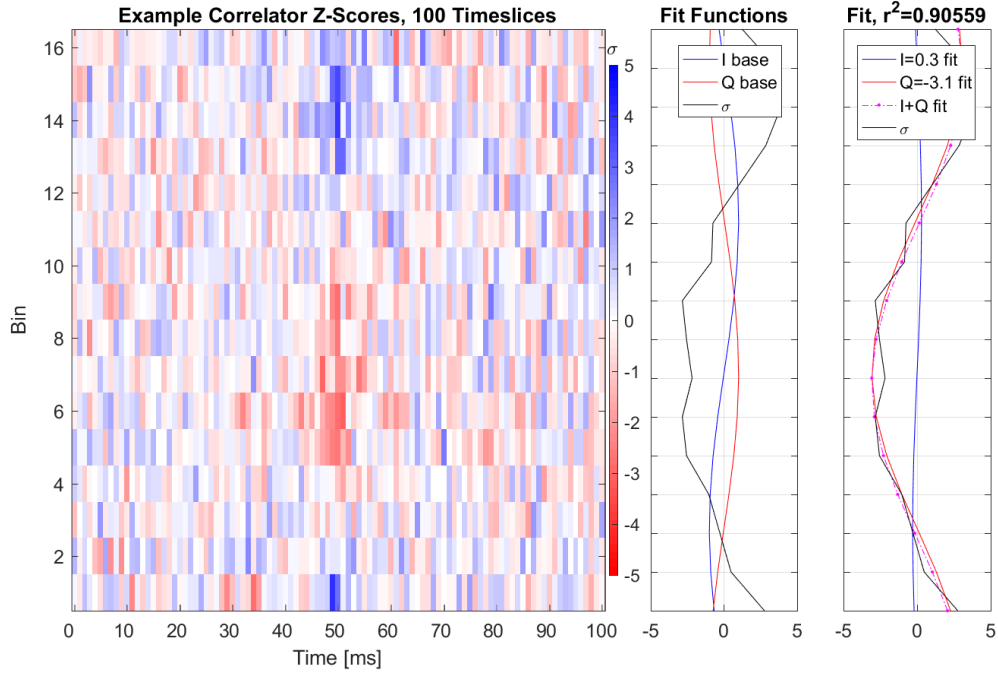 Example Correlator Z-Scores, 100 Timeslices
Fit Functions
Fit, r²=0.90559
Bin
16
14
12
10
8
6
4
2
0 10 20 30 40 50 60 70 80 90 100
Time [ms]
σ
5
4
3
2
1
0
-1
-2
-3
-4
-5
I base
Q base
σ
-5 0 5
I=0.3 fit
Q=-3.1 fit
I+Q fit
σ
-5 0 5